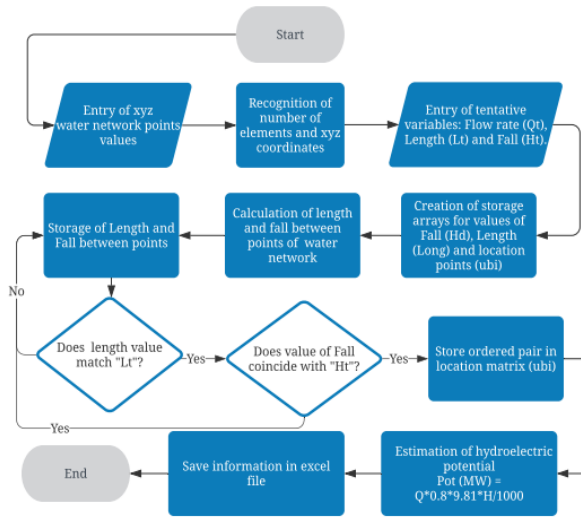 Start
Entry of xyz
water network points
values
Recognition of
number of
elements and xyz
coordinates
Entry of tentative
variables: Flow rate (Qt),
Length (Lt) and Fall (Ht).
Storage of Length and
Fall between points
Calculation of length
and fall between
points of water
network
Creation of storage
arrays for values of
Fall (Hd), Length
(Long) and location
points (ubi)
No
Does length value
match "Lt"?
Yes
Does value of Fall
coincide with "Ht"?
Yes
Store ordered pair in
location matrix (ubi)
Yes
End
Save information in excel
file
Estimation of hydroelectric
potential
Pot (MW) =
Q*0.8*9.81*H/1000